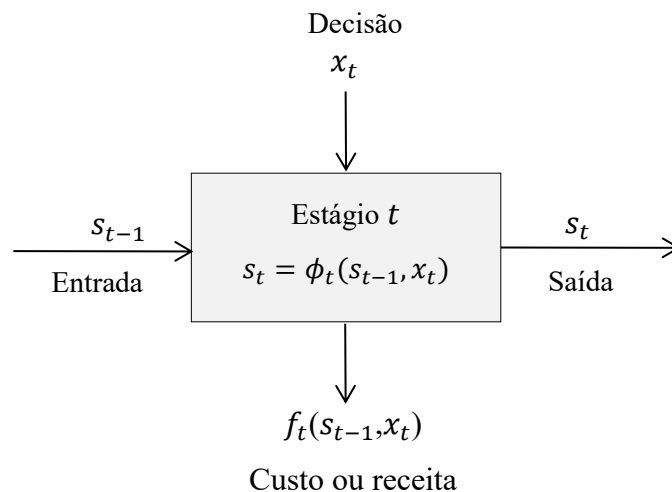 Decisão
x_t
Estágio t
s_{t-1}
s_t = ϕ_t(s_{t-1}, x_t)
s_t
Entrada
Saída
f_t(s_{t-1},x_t)
Custo ou receita